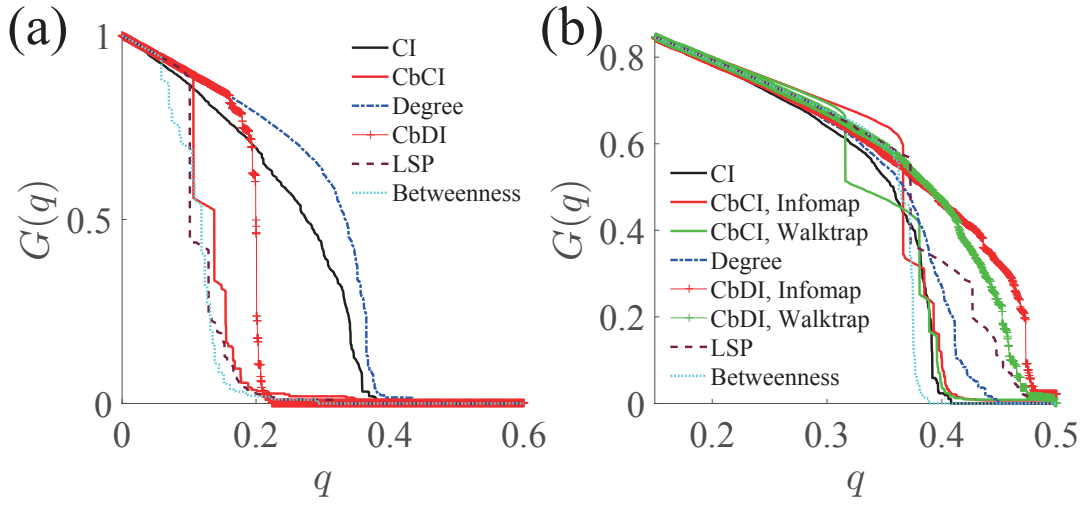 (a)
G(q)
1
0.5
0
0
0.2
0.4
0.6
q
CI
CbCI
Degree
CbDI
LSP
Betweenness
(b)
G(q)
0.8
0.6
0.4
0.2
0
0.2
0.3
0.4
0.5
q
CI
CbCI, Infomap
CbCI, Walktrap
Degree
CbDI, Infomap
CbDI, Walktrap
LSP
Betweenness